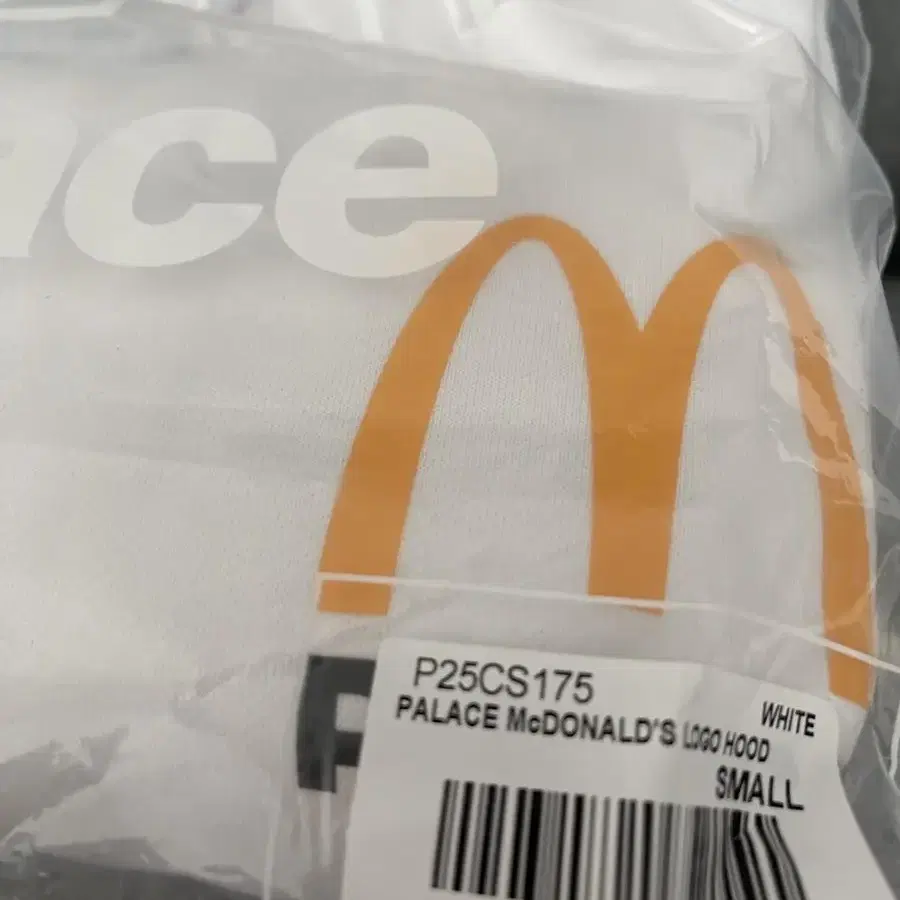 ace
P25CS175
PALACE McDONALD'S LOGO HOOD
WHITE
SMALL
P